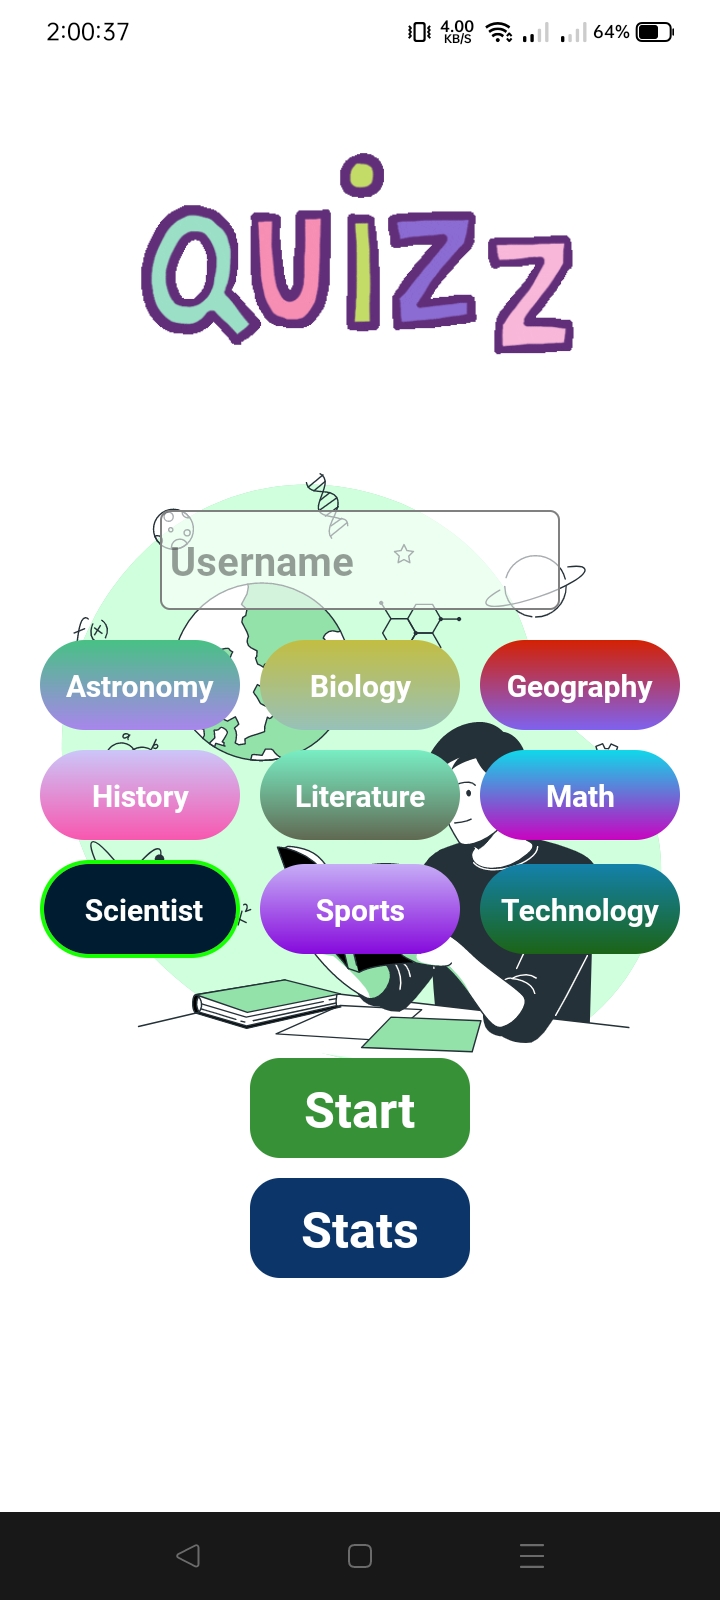 2:00:37 4.00 KB/S 64%
QUiZZ
Username
f(x)
Astronomy Biology Geography
a b
History Literature Math
Scientist Sports Technology
Start
Stats